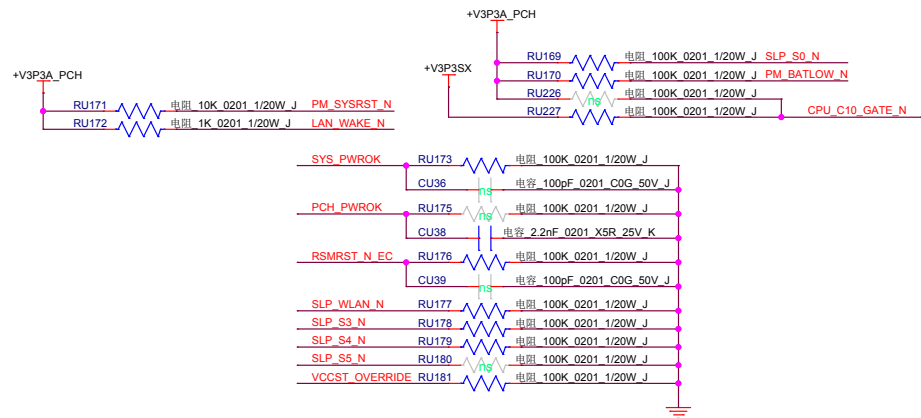 +V3P3A_PCH
RU169 电阻_100K_0201_1/20W_J SLP_S0_N
+V3P3SX
RU170 电阻_100K_0201_1/20W_J PM_BATLOW_N
RU226 ns 电阻_100K_0201_1/20W_J
RU227 电阻_100K_0201_1/20W_J CPU_C10_GATE_N
+V3P3A_PCH
RU171 电阻_10K_0201_1/20W_J PM_SYSRST_N
RU172 电阻_1K_0201_1/20W_J LAN_WAKE_N
SYS_PWROK RU173 电阻_100K_0201_1/20W_J
CU36 ns 电容_100pF_0201_C0G_50V_J
PCH_PWROK RU175 ns 电阻_100K_0201_1/20W_J
CU38 电容_2.2nF_0201_X5R_25V_K
RSMRST_N_EC RU176 电阻_100K_0201_1/20W_J
CU39 ns 电容_100pF_0201_C0G_50V_J
SLP_WLAN_N RU177 电阻_100K_0201_1/20W_J
SLP_S3_N RU178 电阻_100K_0201_1/20W_J
SLP_S4_N RU179 电阻_100K_0201_1/20W_J
SLP_S5_N RU180 ns 电阻_100K_0201_1/20W_J
VCCST_OVERRIDE RU181 电阻_100K_0201_1/20W_J